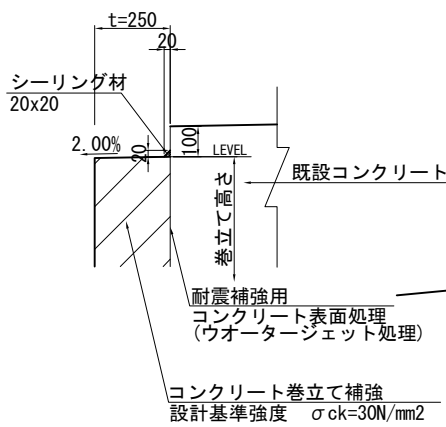 t=250
20
シーリング材
20x20
2.00%
20
100
LEVEL
既設コンクリート
巻立て高さ
耐震補強用
コンクリート表面処理
(ウオータージェット処理)
コンクリート巻立て補強
設計基準強度 σck=30N/mm2